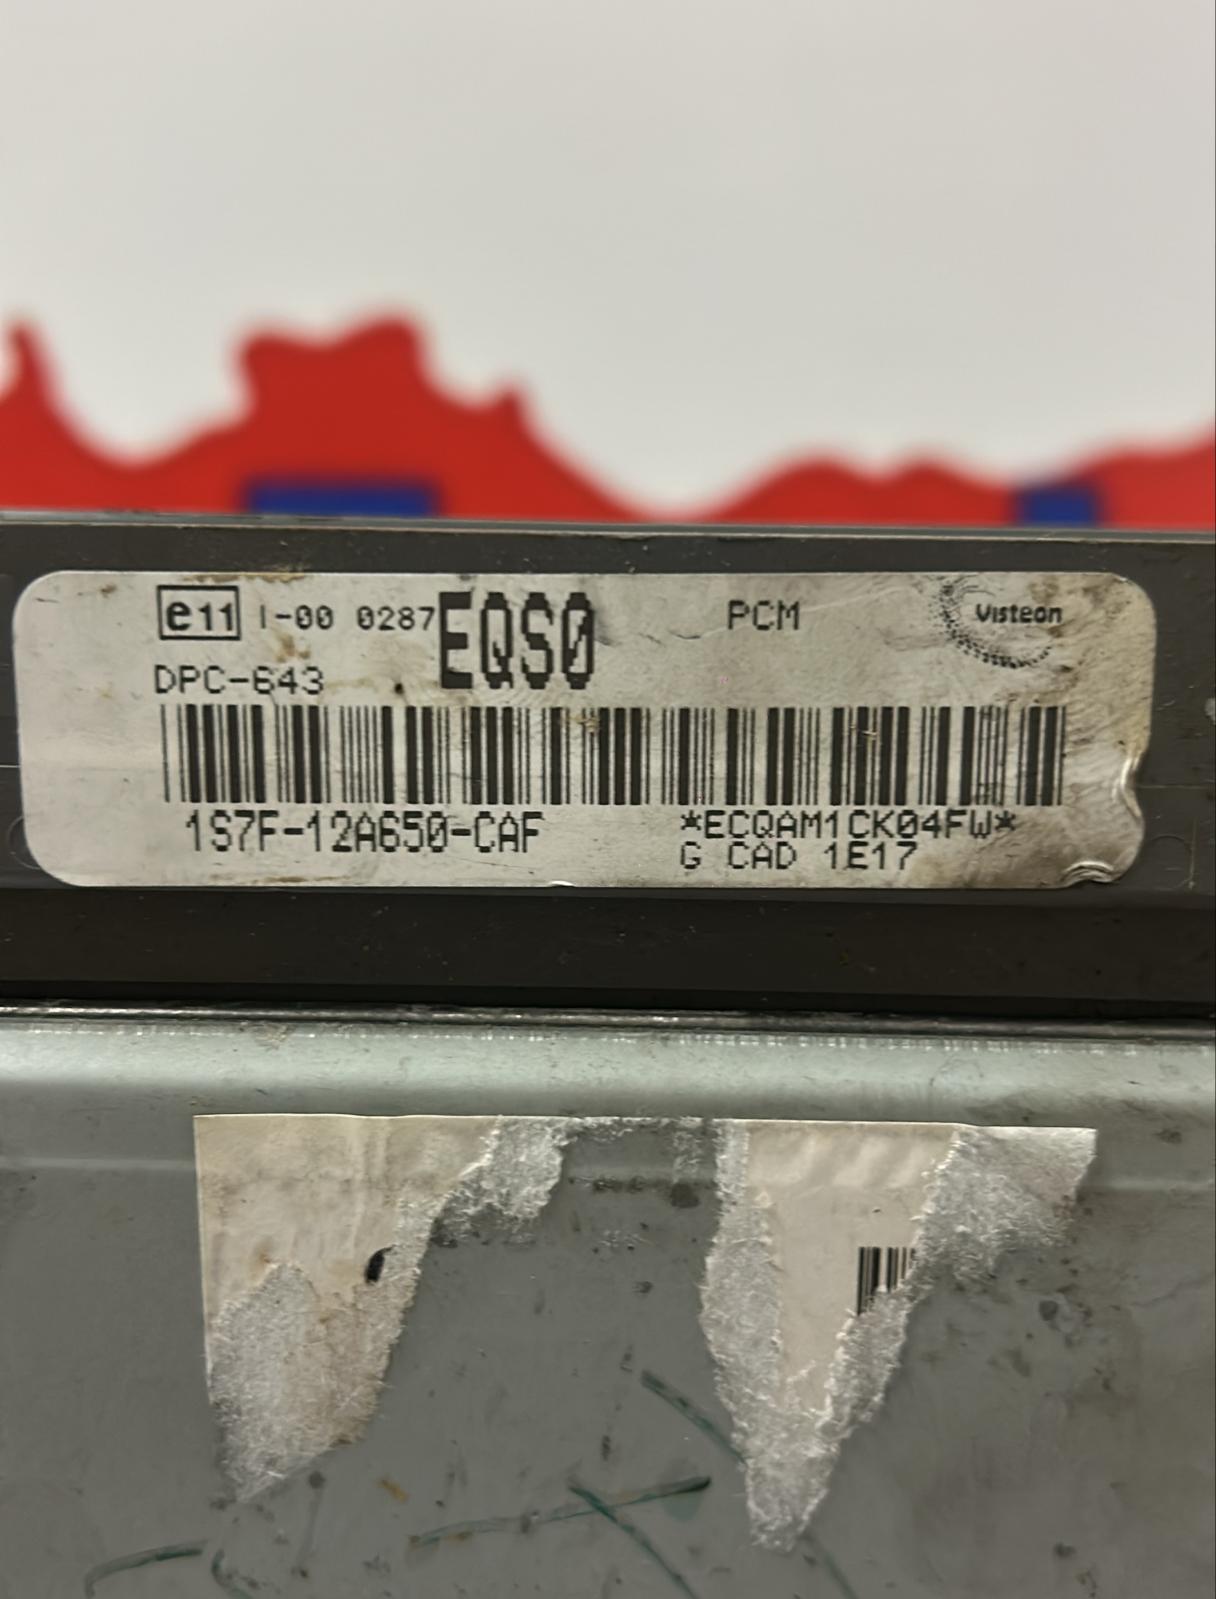 e11 I-00 0287 EQS0 PCM Visteon
DPC-643
1S7F-12A650-CAF *ECQAM1CK04FW*
G CAD 1E17